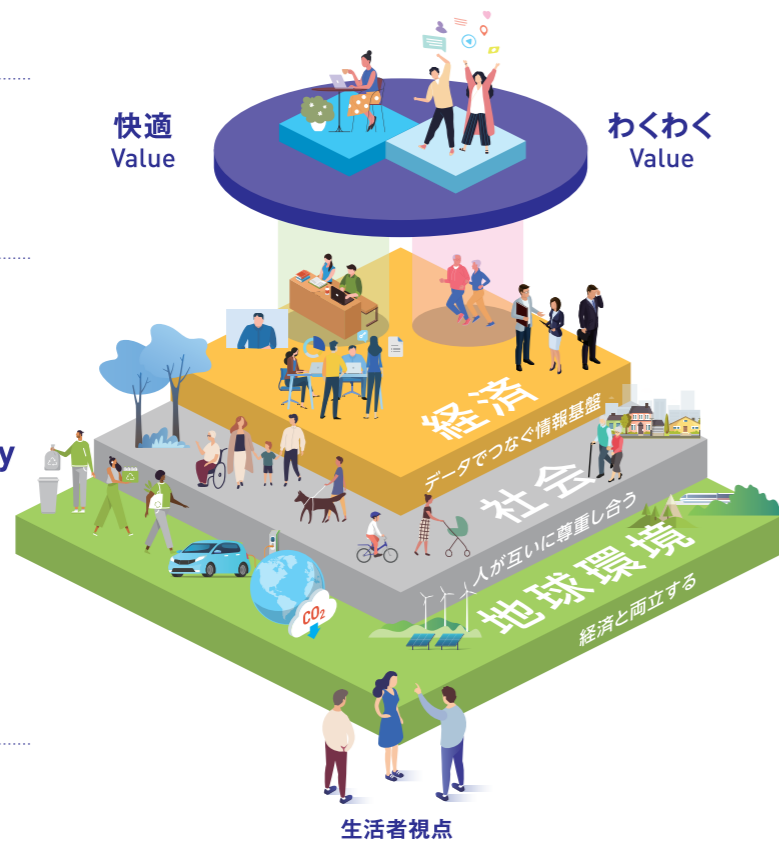 快適
Value
わくわく
Value
経済
データでつなぐ情報基盤
y
社会
人が互いに尊重し合う
地球環境
経済と両立する
CO2
生活者視点